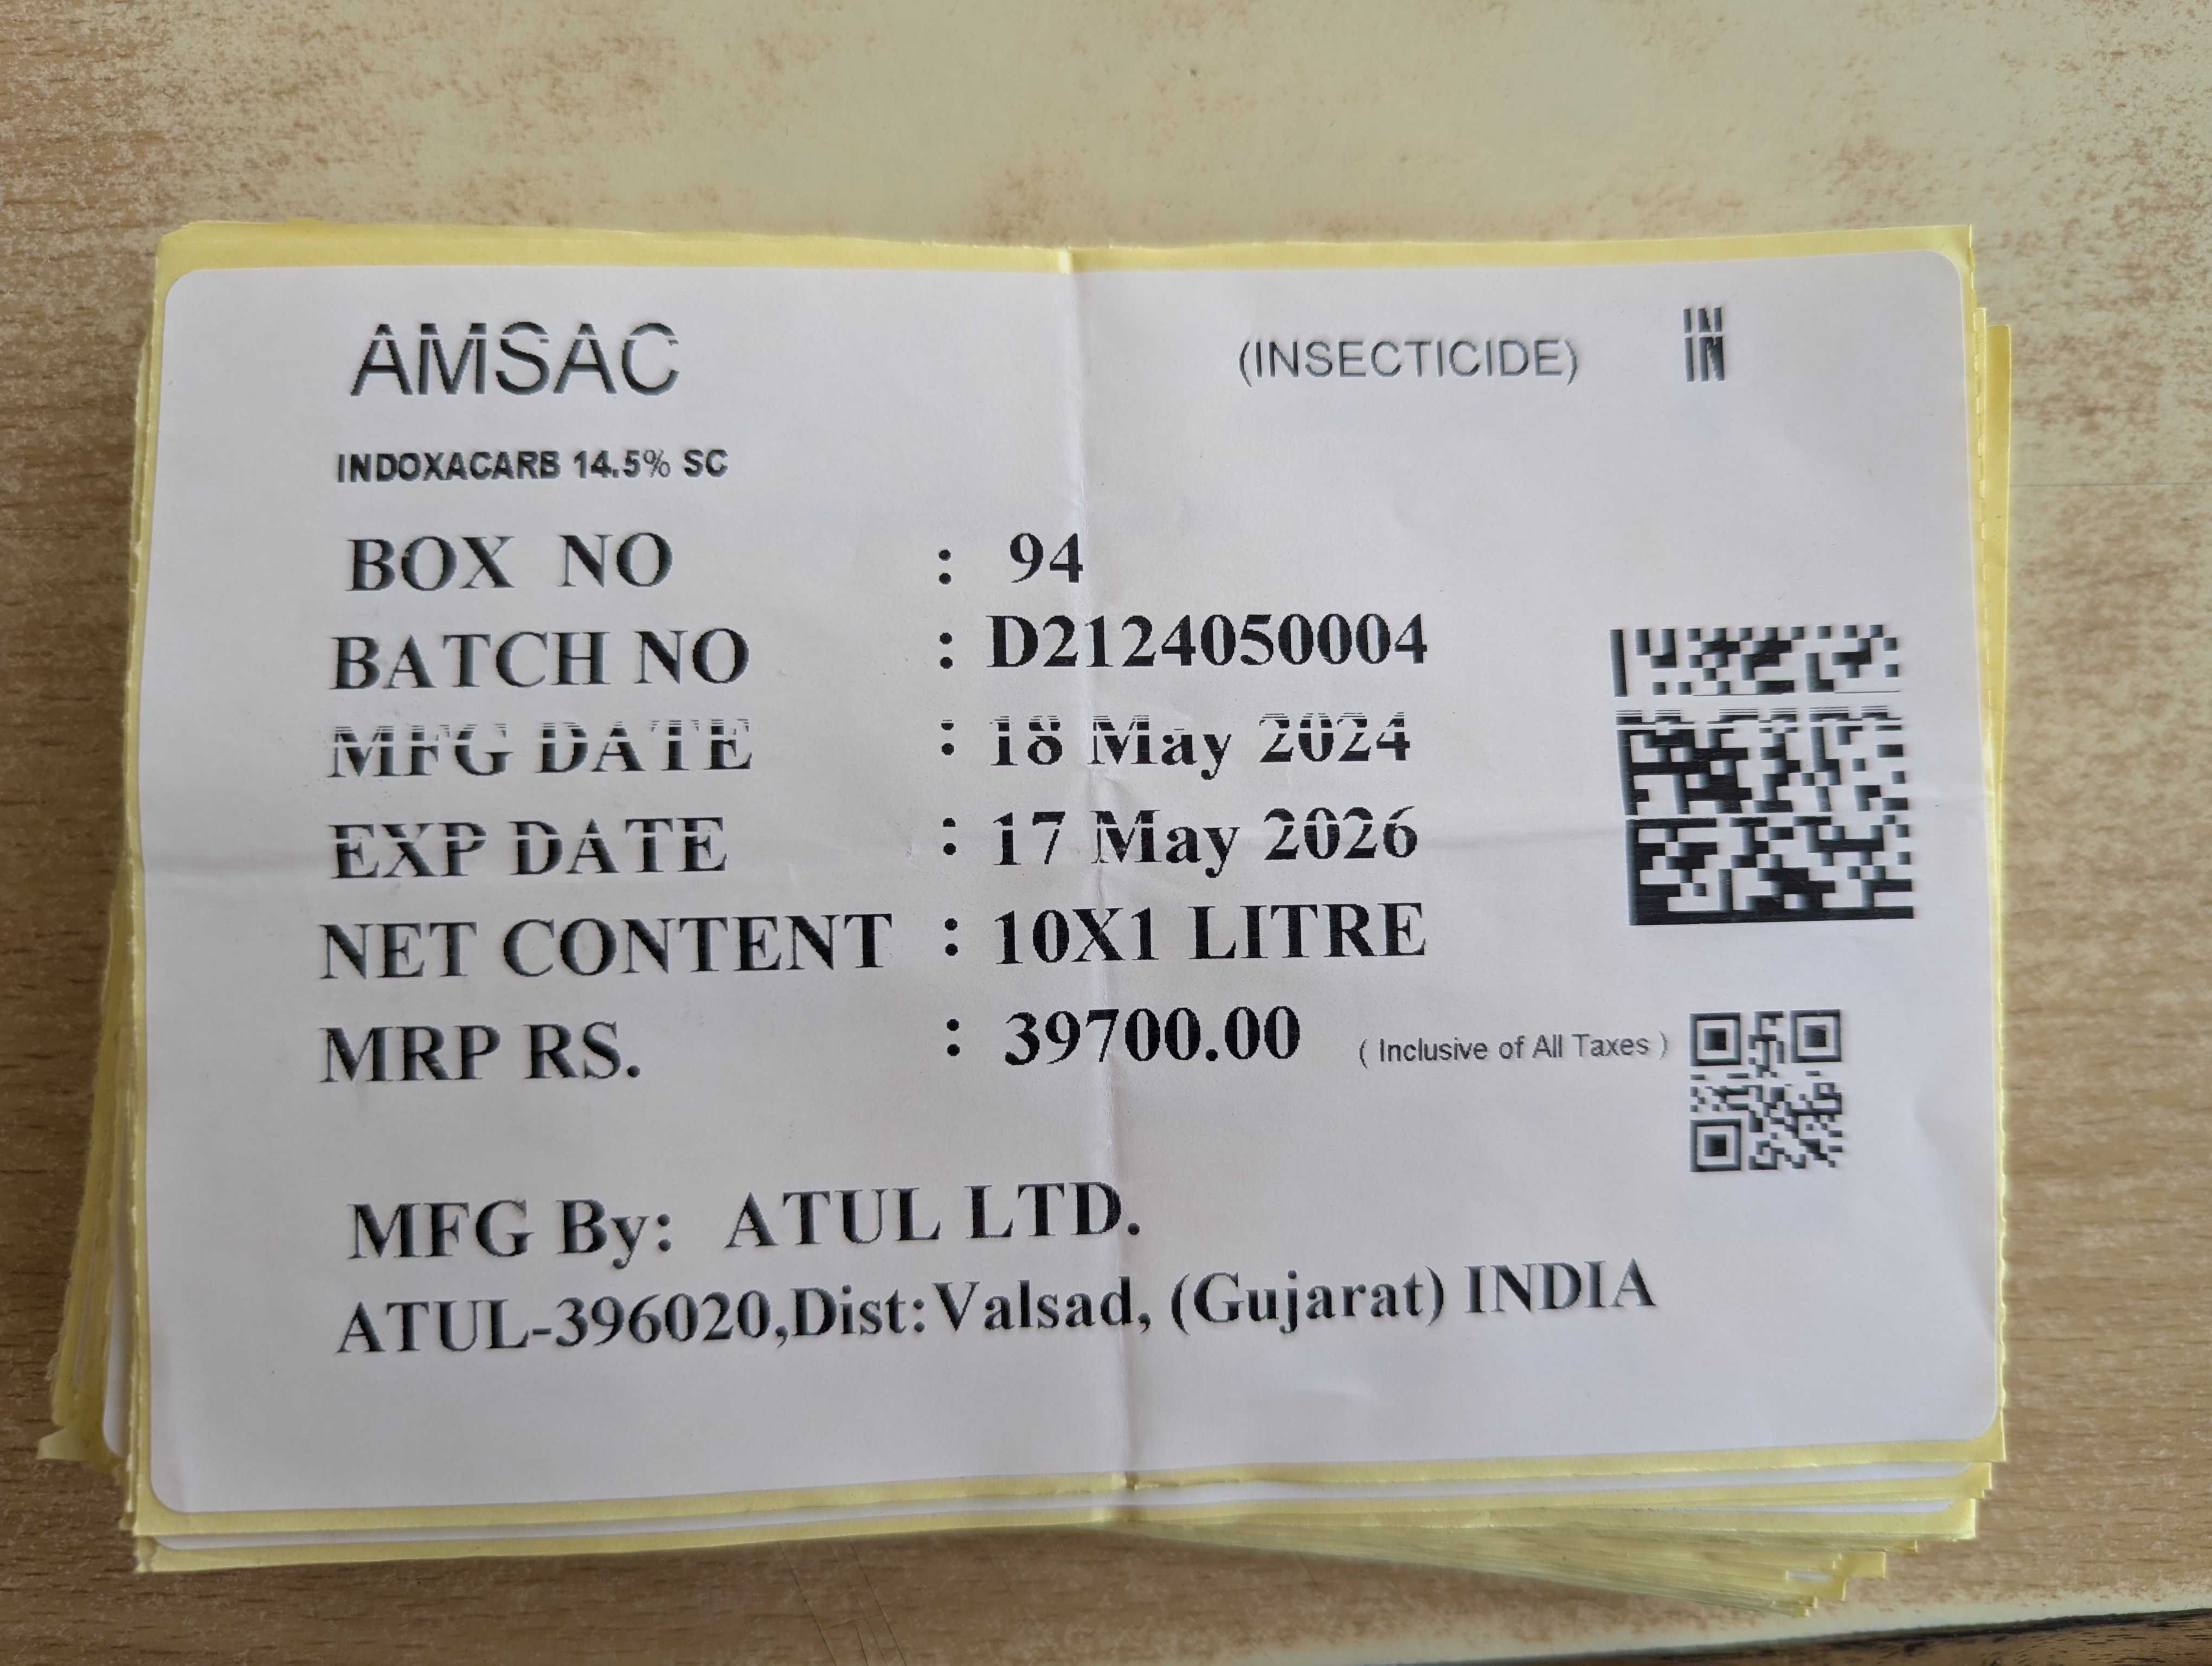 AMSAC (INSECTICIDE) IN
INDOXACARB 14.5% SC
BOX NO : 94
BATCH NO : D2124050004
MFG DATE : 18 May 2024
EXP DATE : 17 May 2026
NET CONTENT : 10X1 LITRE
MRP RS. : 39700.00 ( Inclusive of All Taxes )
MFG By: ATUL LTD.
ATUL-396020,Dist:Valsad, (Gujarat) INDIA